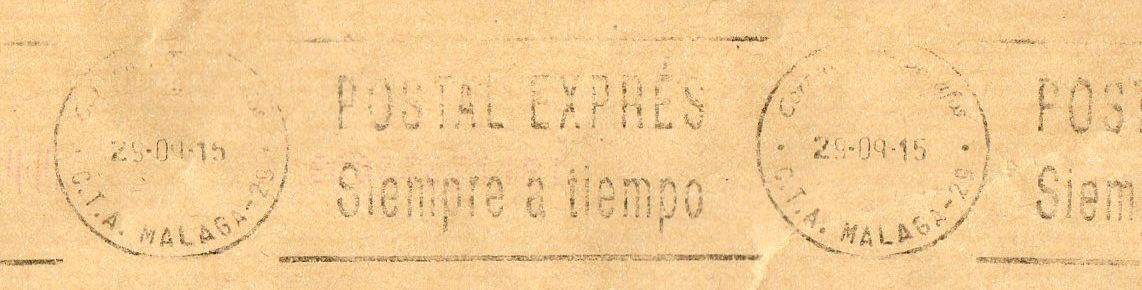 29-09-15
C.T.A. MALAGA-29
POSTAL EXPRÉS
Siempre a tiempo
29-09-15
C.T.A. MALAGA-29
POST
Siem